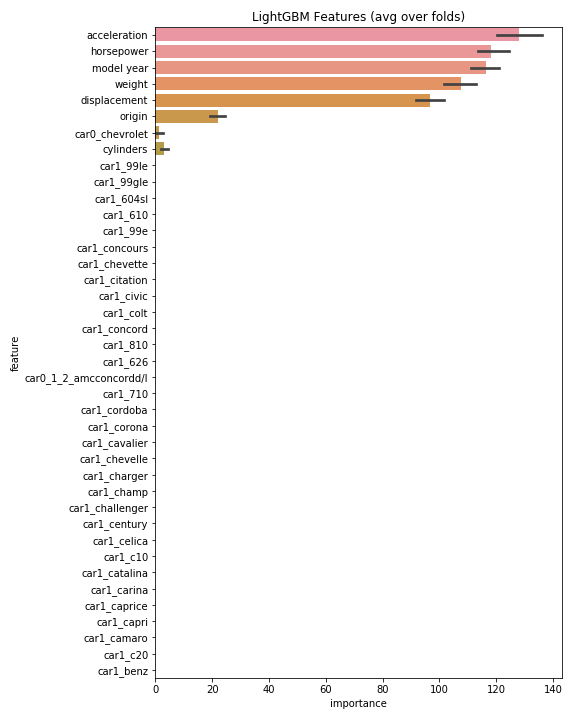 LightGBM Features (avg over folds)
acceleration
horsepower
model year
weight
displacement
origin
car0_chevrolet
cylinders
car1_99le
car1_99gle
car1_604sl
car1_610
car1_99e
car1_concours
car1_chevette
car1_citation
car1_civic
car1_colt
car1_concord
car1_810
car1_626
car0_1_2_amcconcordd/l
car1_710
car1_cordoba
car1_corona
car1_cavalier
car1_chevelle
car1_charger
car1_champ
car1_challenger
car1_century
car1_celica
car1_c10
car1_catalina
car1_carina
car1_caprice
car1_capri
car1_camaro
car1_c20
car1_benz
feature
0 20 40 60 80 100 120 140
importance